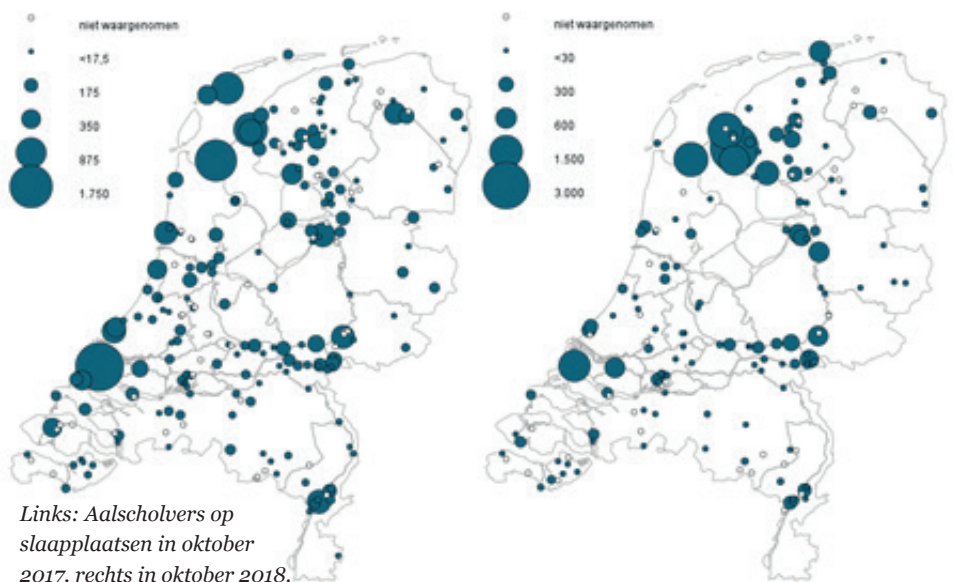 niet waargenomen
<17,5
175
350
875
1.750
niet waargenomen
<30
300
600
1.500
3.000
Links: Aalscholvers op
slaapplaatsen in oktober
2017, rechts in oktober 2018.